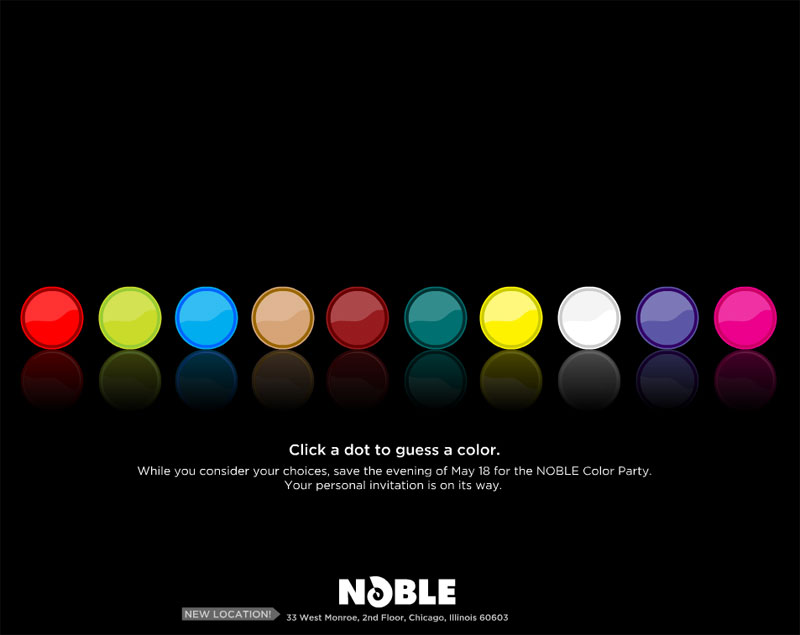 Click a dot to guess a color.
While you consider your choices, save the evening of May 18 for the NOBLE Color Party.
Your personal invitation is on its way.
NOBLE
NEW LOCATION! 33 West Monroe, 2nd Floor, Chicago, Illinois 60603